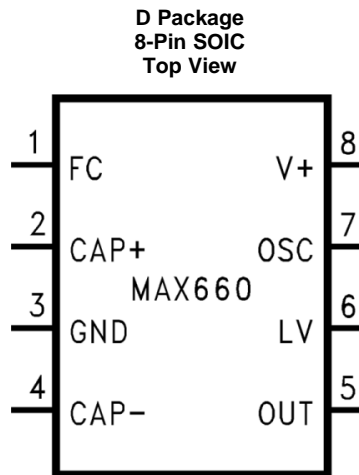 D Package
8-Pin SOIC
Top View
1 FC V+ 8
2 CAP+ OSC 7
MAX660
3 GND LV 6
4 CAP- OUT 5